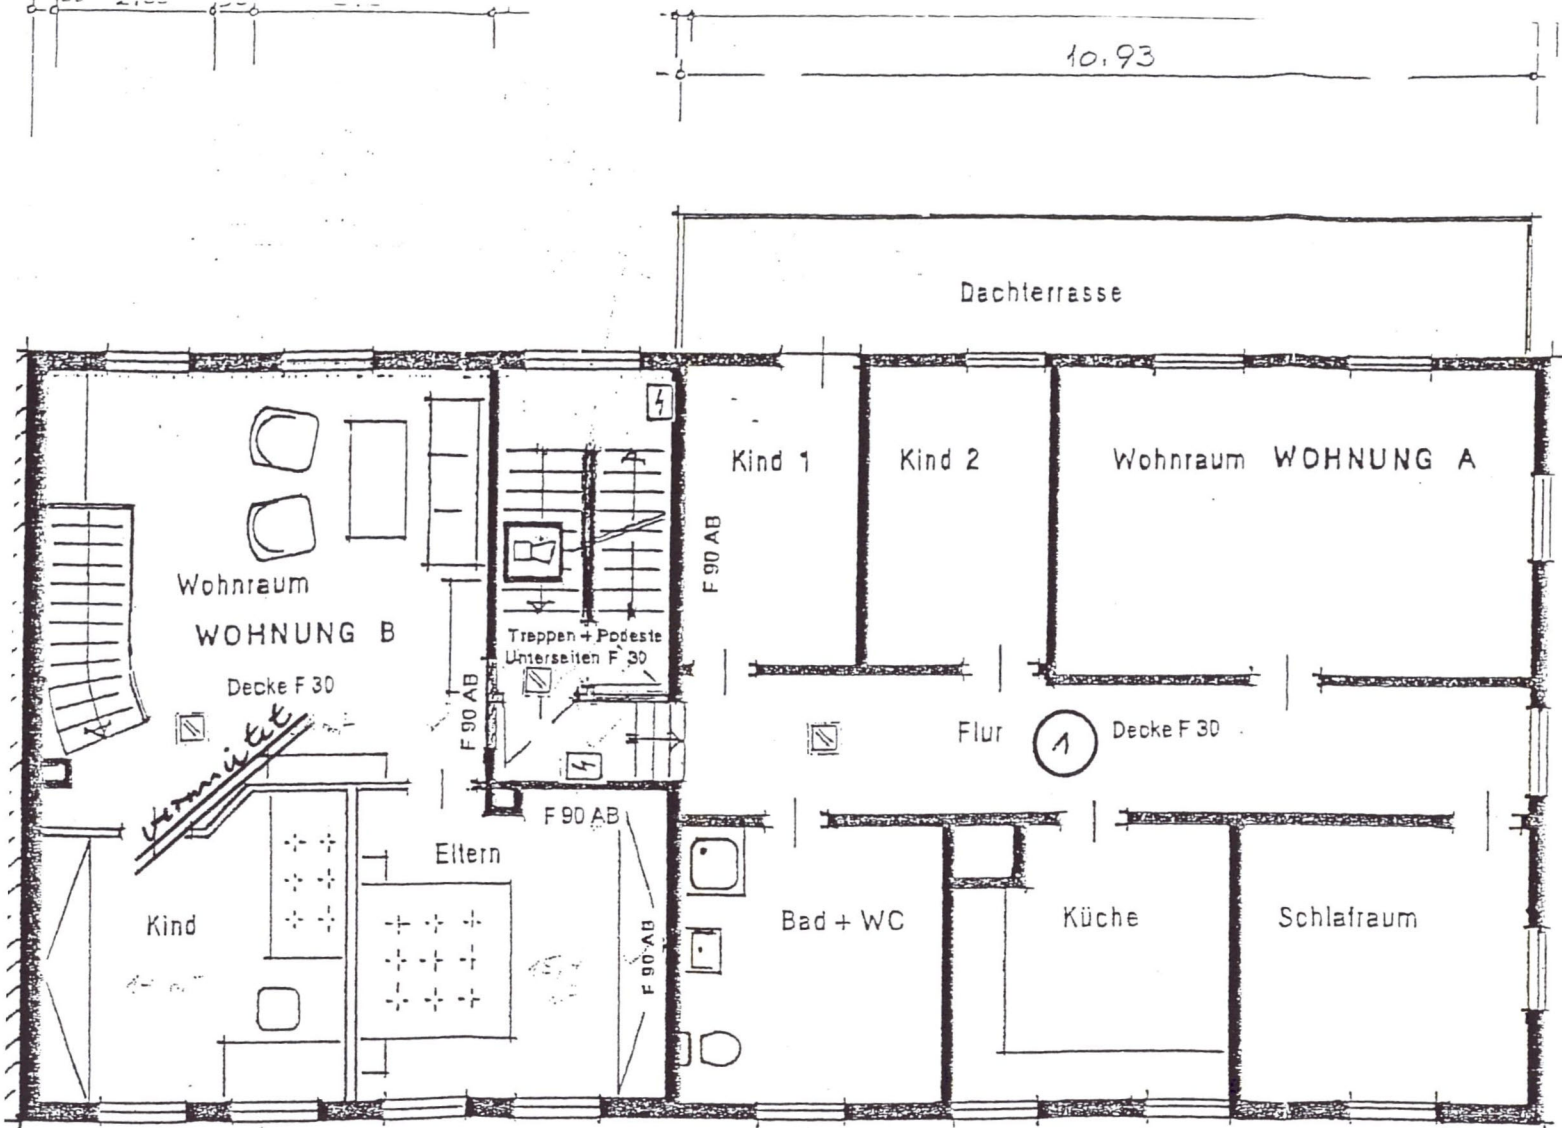 10.93
Dachterrasse
Kind 1
Kind 2
Wohnraum WOHNUNG A
F 90 AB
Wohnraum
WOHNUNG B
Decke F 30
Treppen + Podeste
Unterseiten F 30
F 90 AB
vermietet
Flur
1
Decke F 30
F 90 AB
Eltern
Kind
F 90 AB
Bad + WC
Küche
Schlafraum